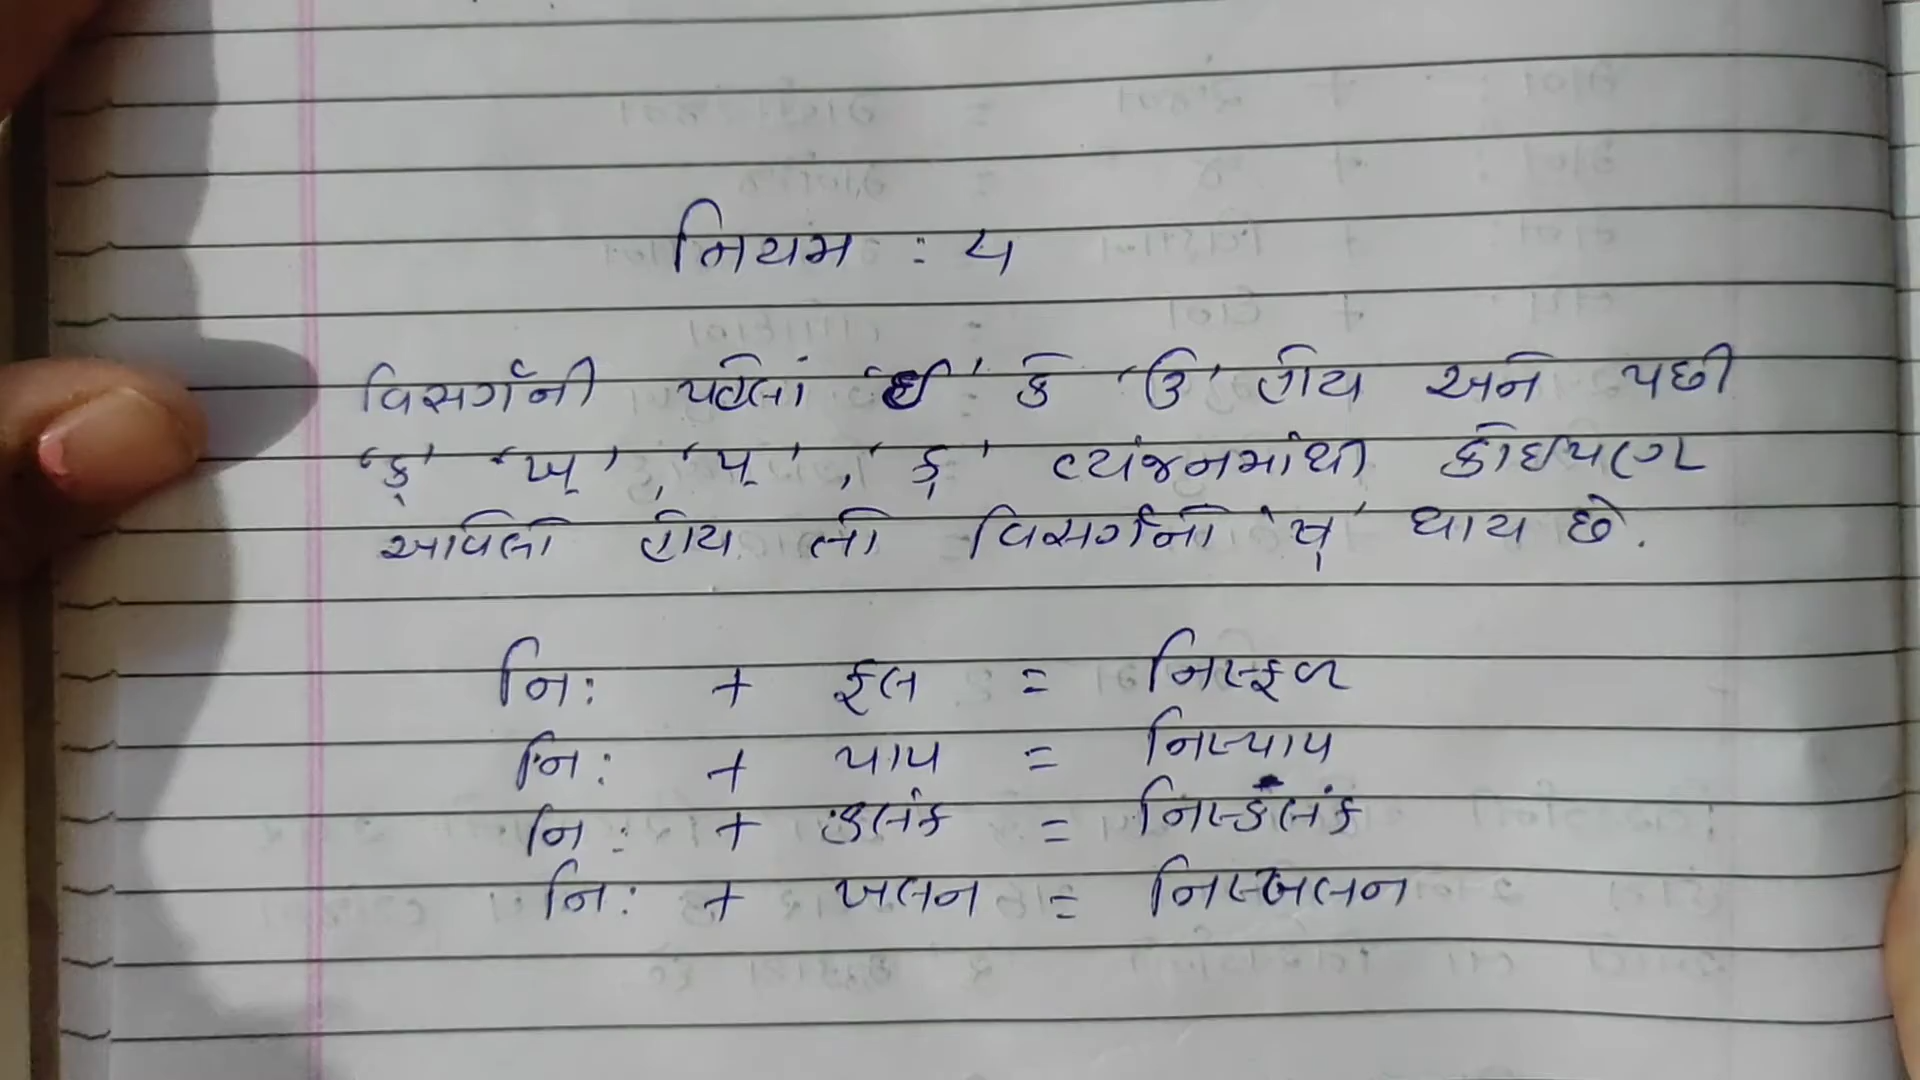 નિયમ : ૫
વિસર્ગની પહેલાં 'ઈ' કે 'ઉ' હોય અને પછી
'ક્' 'ખ્', 'પ્', 'ફ્' વ્યંજનમાંથી કોઇપણ
આવેલો હોય તો વિસર્ગનો 'ષ્' થાય છે.
નિ: + ફલ = નિષ્ફળ
નિ: + પાપ = નિષ્પાપ
નિ: + કલંક = નિષ્કલંક
નિ: + ખલન = નિષ્ખલન